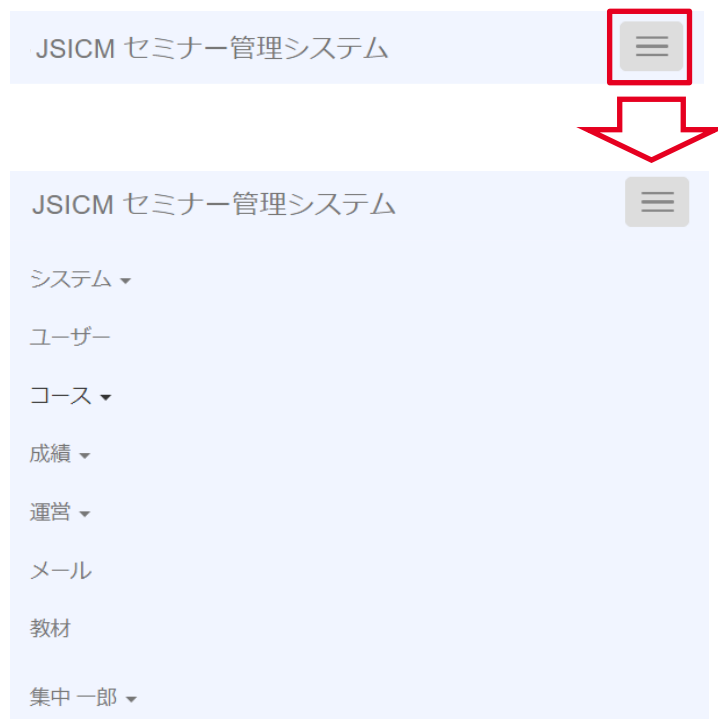 JSICM セミナー管理システム
JSICM セミナー管理システム
システム
ユーザー
コース
成績
運営
メール
教材
集中 一郎